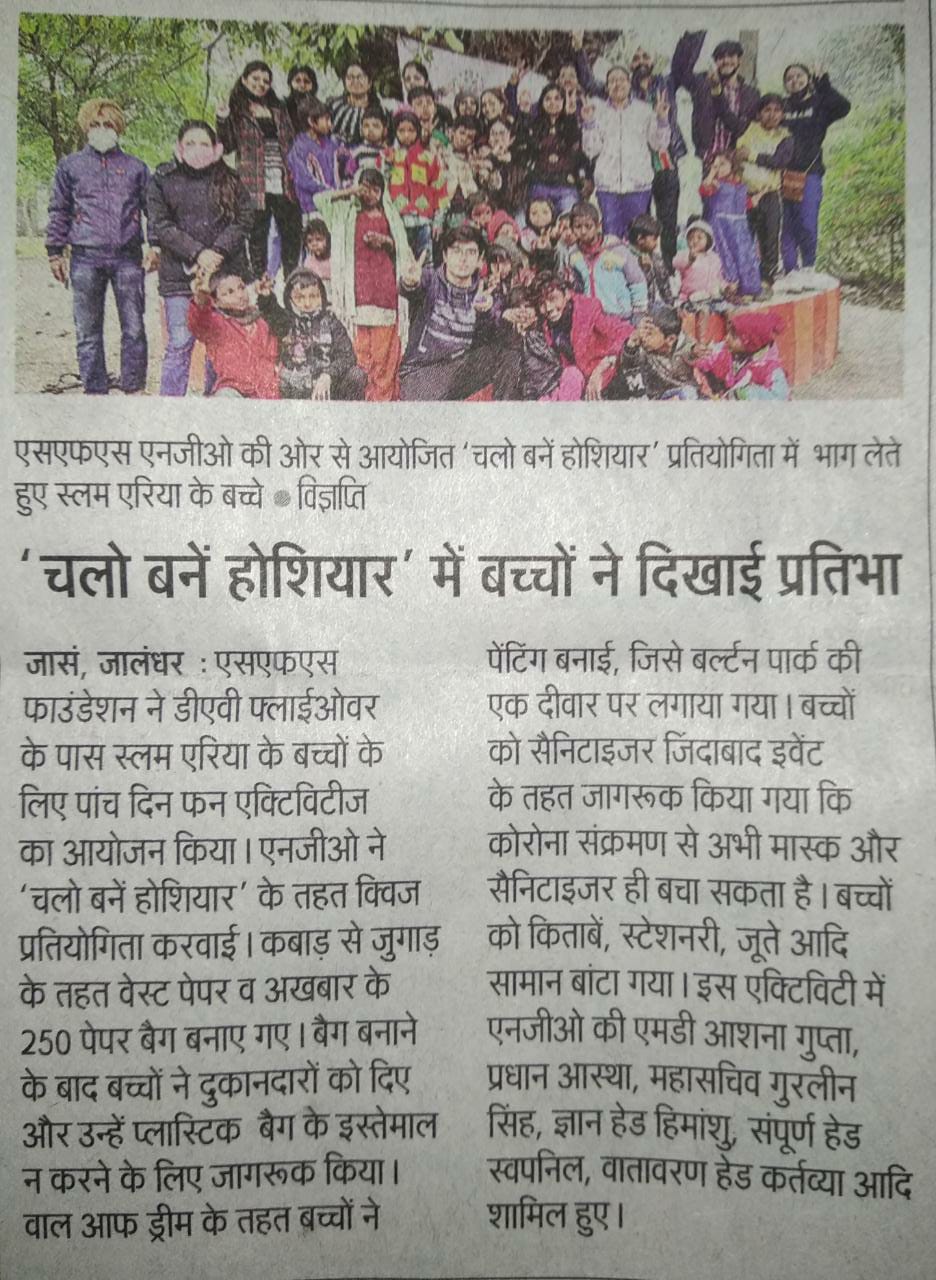 एसएफएस एनजीओ की ओर से आयोजित ‘चलो बनें होशियार’ प्रतियोगिता में भाग लेते
हुए स्लम एरिया के बच्चे ● विज्ञप्ति
‘चलो बनें होशियार’ में बच्चों ने दिखाई प्रतिभा
जासं, जालंधर : एसएफएस
फाउंडेशन ने डीएवी फ्लाईओवर
के पास स्लम एरिया के बच्चों के
लिए पांच दिन फन एक्टिविटीज
का आयोजन किया। एनजीओ ने
‘चलो बनें होशियार’ के तहत क्विज
प्रतियोगिता करवाई। कबाड़ से जुगाड़
के तहत वेस्ट पेपर व अखबार के
250 पेपर बैग बनाए गए। बैग बनाने
के बाद बच्चों ने दुकानदारों को दिए
और उन्हें प्लास्टिक बैग के इस्तेमाल
न करने के लिए जागरूक किया।
वाल आफ ड्रीम के तहत बच्चों ने
पेंटिंग बनाई, जिसे बर्ल्टन पार्क की
एक दीवार पर लगाया गया। बच्चों
को सैनिटाइजर जिंदाबाद इवेंट
के तहत जागरूक किया गया कि
कोरोना संक्रमण से अभी मास्क और
सैनिटाइजर ही बचा सकता है। बच्चों
को किताबें, स्टेशनरी, जूते आदि
सामान बांटा गया। इस एक्टिविटी में
एनजीओ की एमडी आशना गुप्ता,
प्रधान आस्था, महासचिव गुरलीन
सिंह, ज्ञान हेड हिमांशु, संपूर्ण हेड
स्वपनिल, वातावरण हेड कर्तव्या आदि
शामिल हुए।